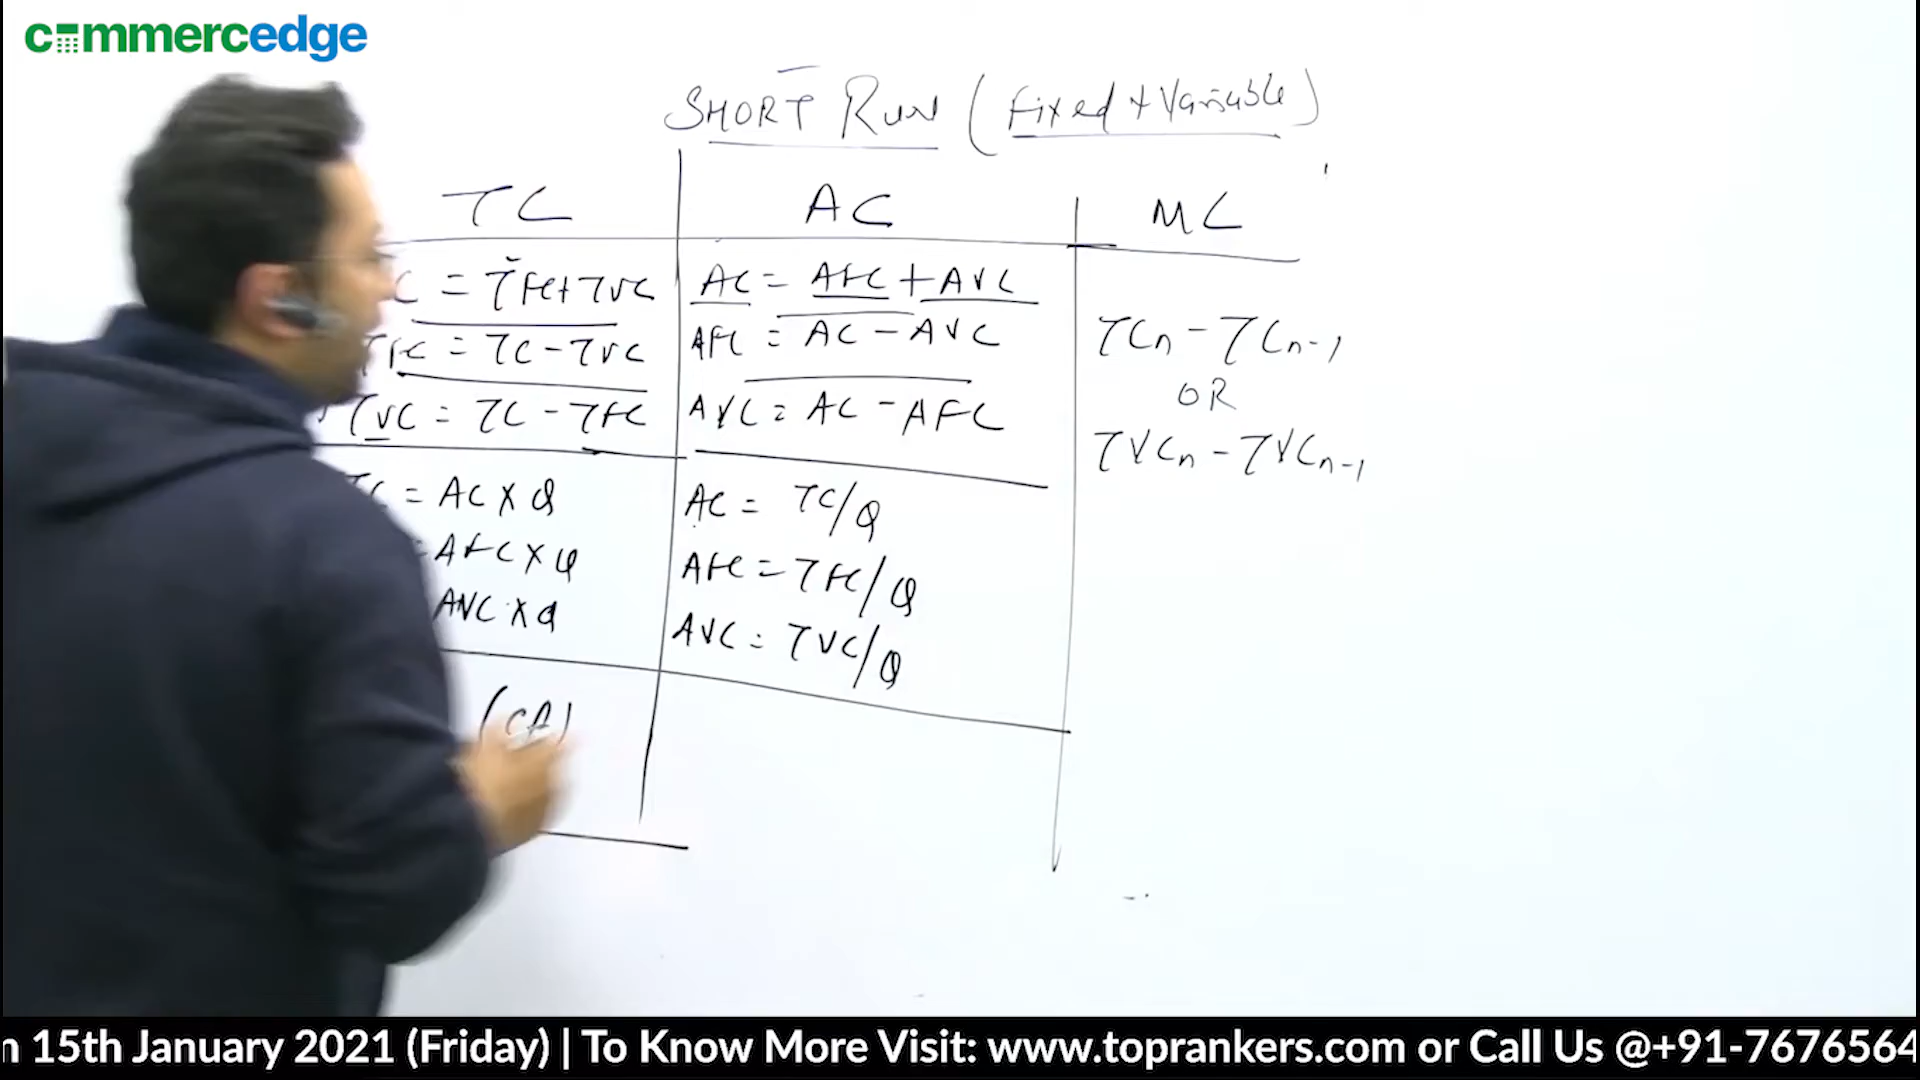 commercedge
SHORT RUN (Fixed + Variable)
TC
AC
MC
C = TFC + TVC
TFC = TC - TVC
TVC = TC - TFC
TC = AC X Q
= AFC X Q
AVC X Q
(CA)
AC = AFC + AVC
AFC = AC - AVC
AVC = AC - AFC
AC = TC/Q
AFC = TFC/Q
AVC = TVC/Q
TCn - TCn-1
OR
TVCn - TVCn-1
n 15th January 2021 (Friday) | To Know More Visit: www.toprankers.com or Call Us @+91-7676564